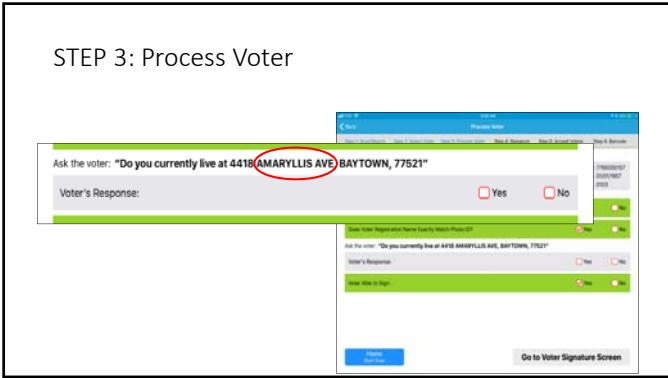 STEP 3: Process Voter
Back
Process Voter
Ask the voter: "Do you currently live at 4418 AMARYLLIS AVE, BAYTOWN, 77521"
Voter's Response:
Yes
No
No
Does Voter Registration Name Exactly Match Photo ID?
Yes
No
Ask the voter: "Do you currently live at 4418 AMARYLLIS AVE, BAYTOWN, 77521"
Voter's Response
Yes
No
Voter Able to Sign
Yes
No
Home
Go to Voter Signature Screen